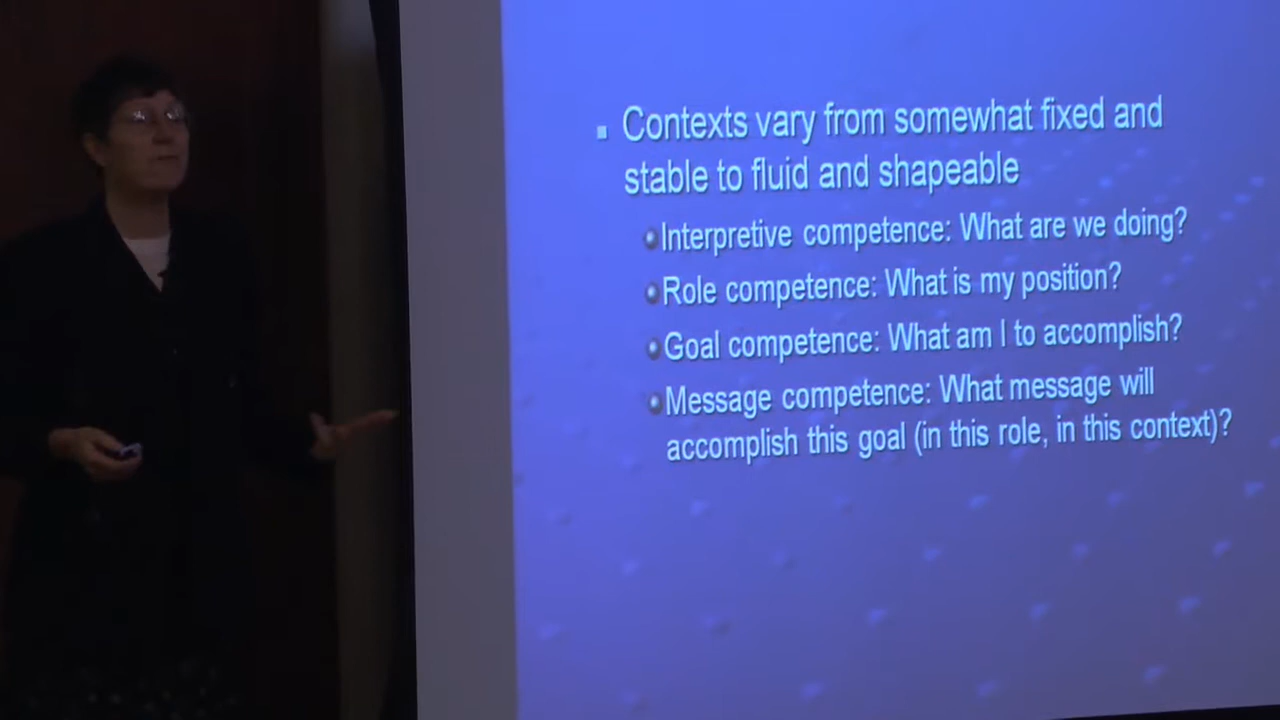 Contexts vary from somewhat fixed and
stable to fluid and shapeable
Interpretive competence: What are we doing?
Role competence: What is my position?
Goal competence: What am I to accomplish?
Message competence: What message will
accomplish this goal (in this role, in this context)?